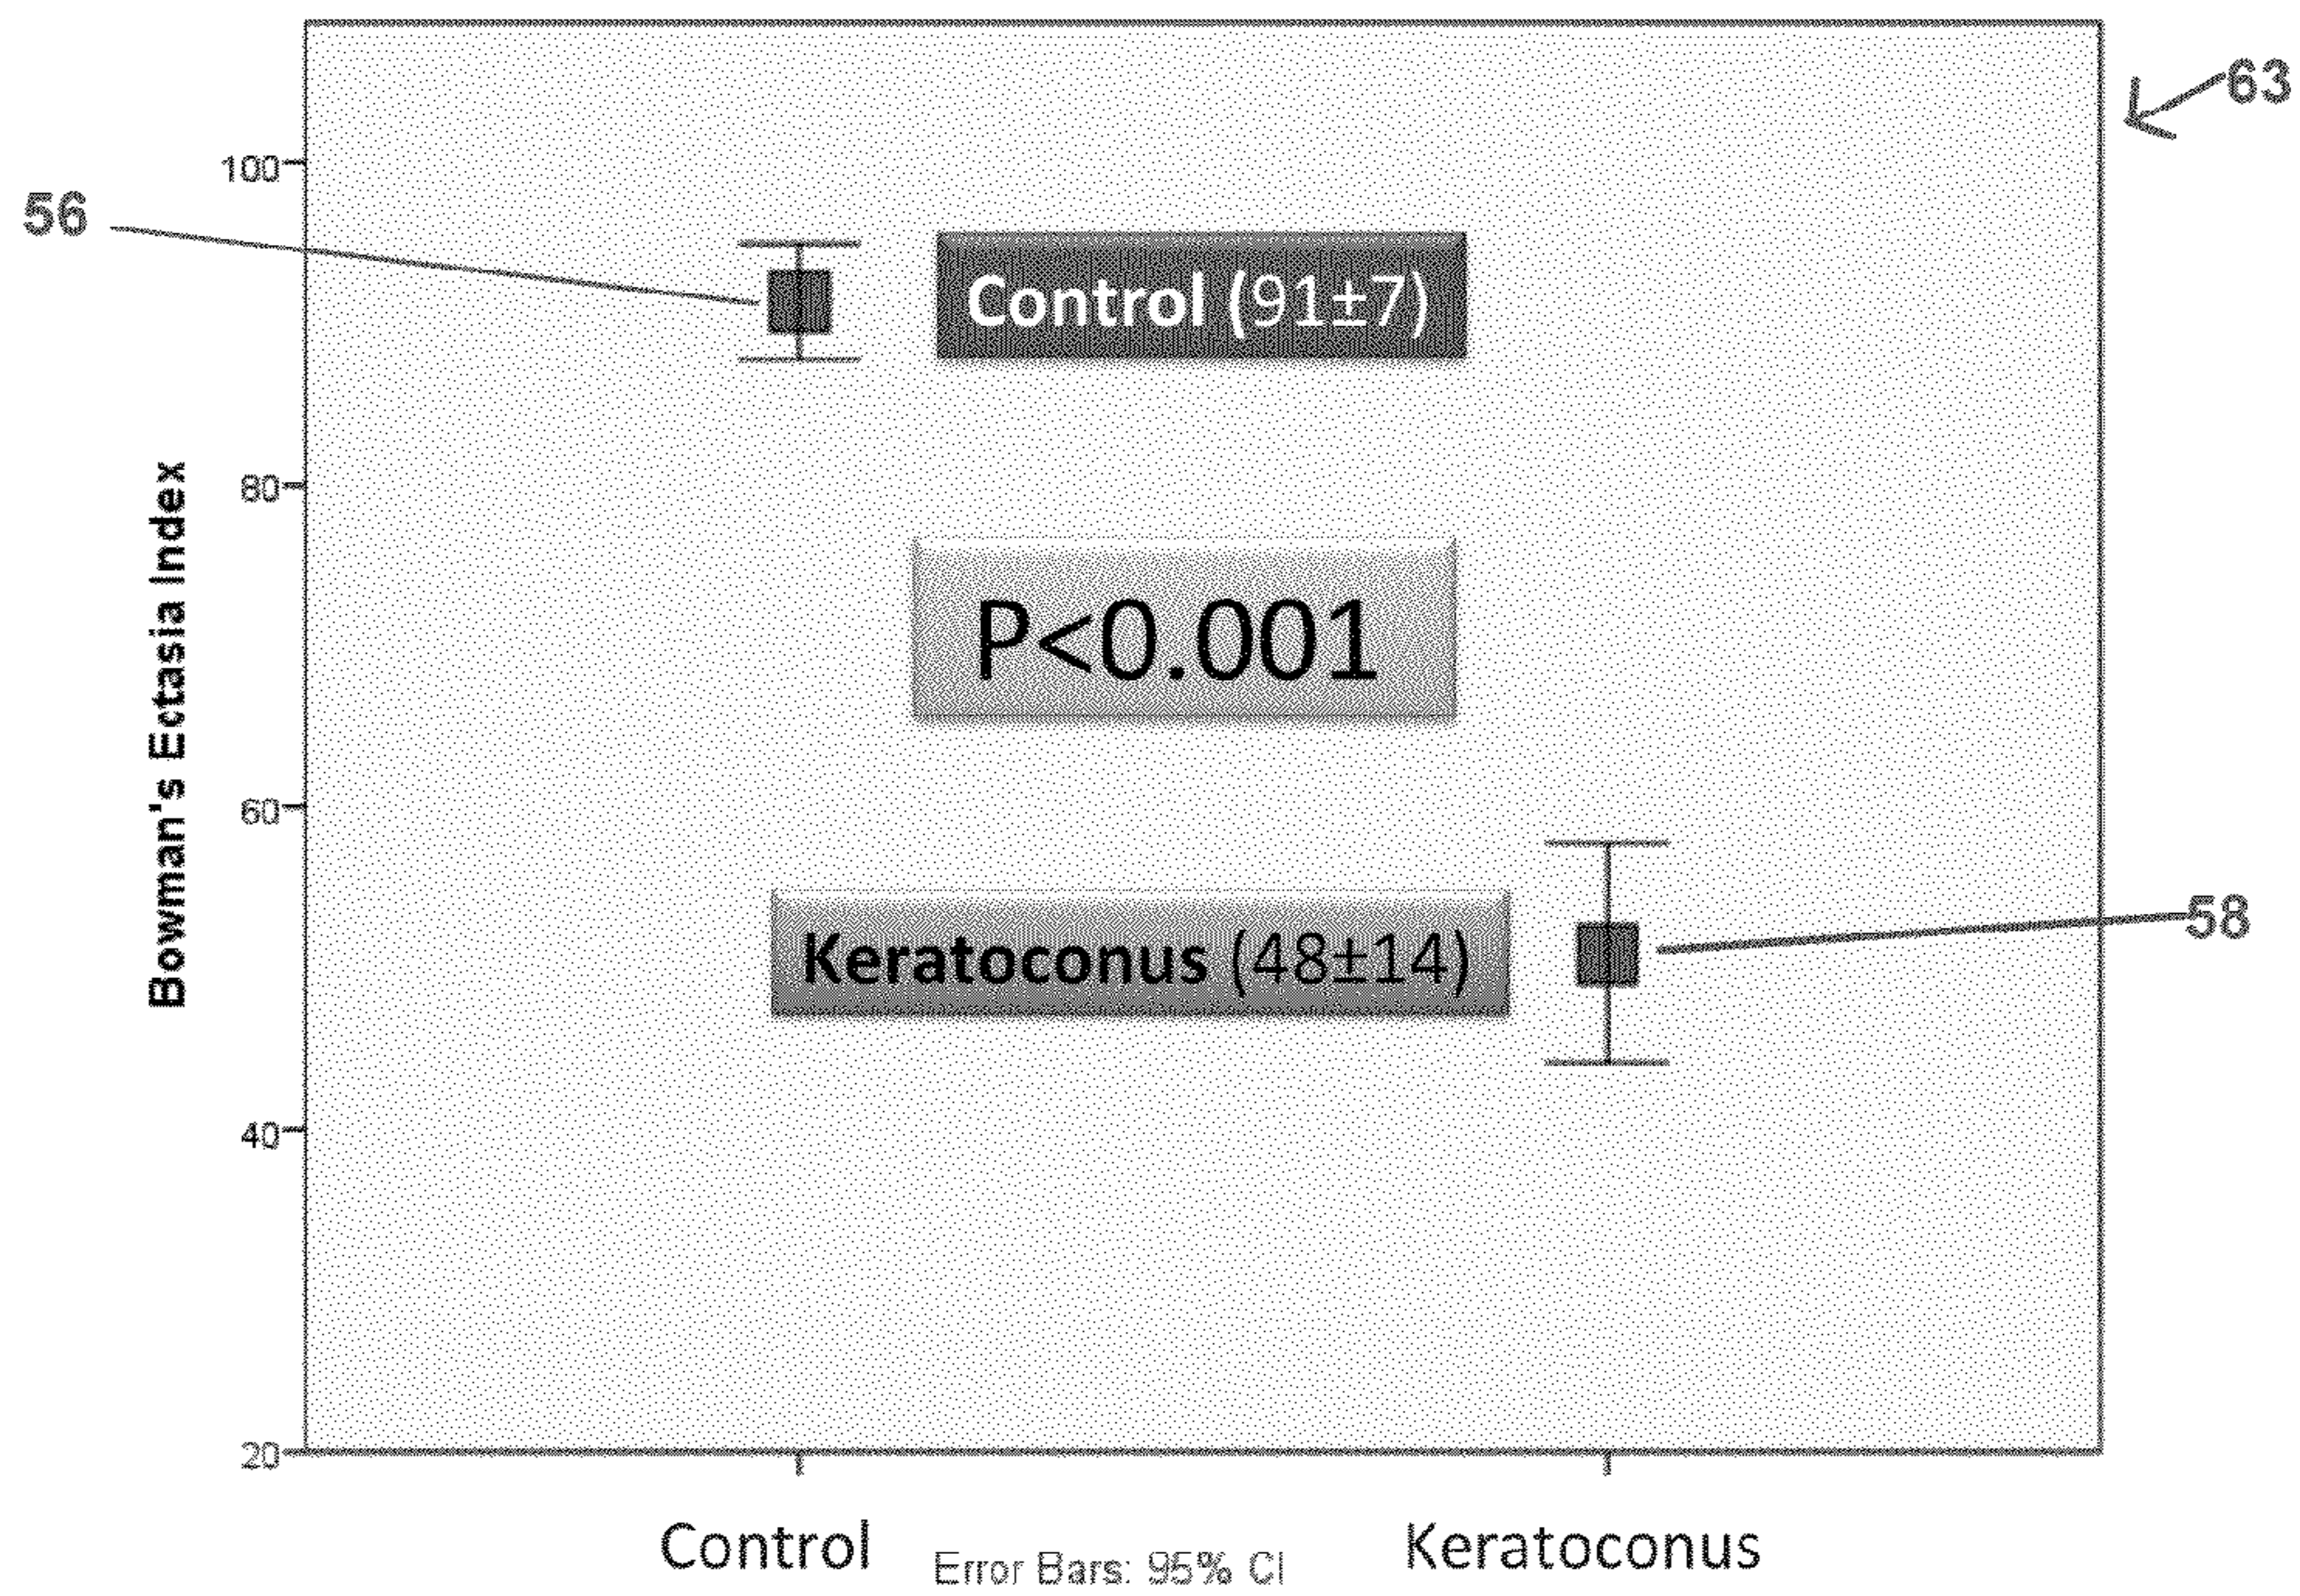 63
100
56
Control (91±7)
80
Bowman's Ectasia Index
P<0.001
60
58
Keratoconus (48±14)
40
20
Control
Keratoconus
Error Bars: 95% CI